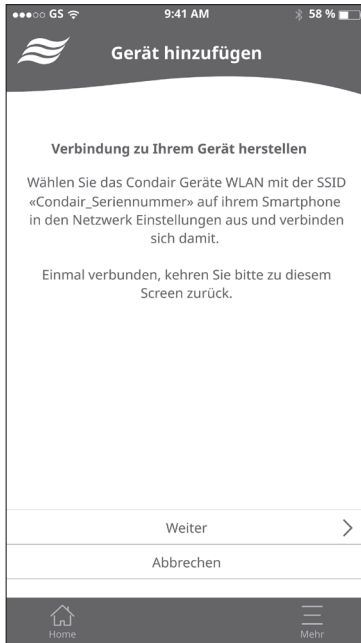 GS 9:41 AM 58 %
Gerät hinzufügen
Verbindung zu Ihrem Gerät herstellen
Wählen Sie das Condair Geräte WLAN mit der SSID
«Condair_Seriennummer» auf ihrem Smartphone
in den Netzwerk Einstellungen aus und verbinden
sich damit.
Einmal verbunden, kehren Sie bitte zu diesem
Screen zurück.
Weiter
Abbrechen
Home Mehr